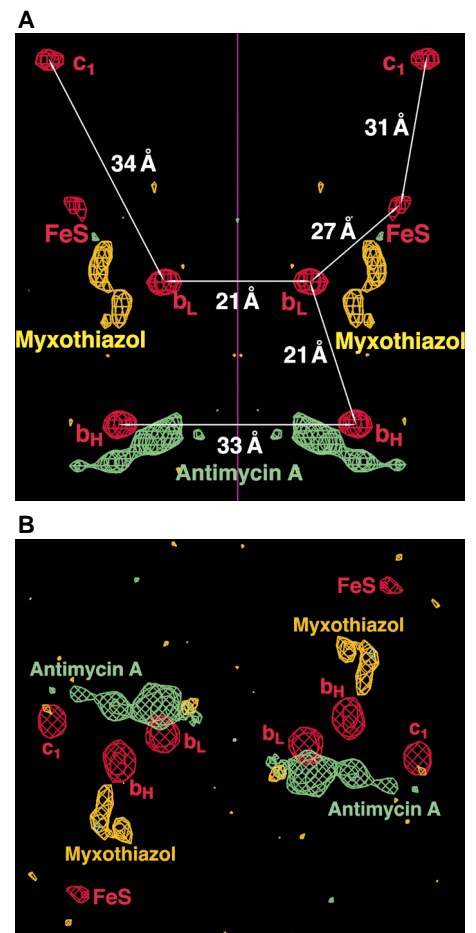 A
c₁ c₁
31 Å
34 Å
FeS 27 Å FeS
bL 21 Å bL
Myxothiazol Myxothiazol
21 Å
bH 33 Å bH
Antimycin A
B
FeS
Myxothiazol
Antimycin A
bH
c₁ bL bL c₁
bH
Antimycin A
Myxothiazol
FeS